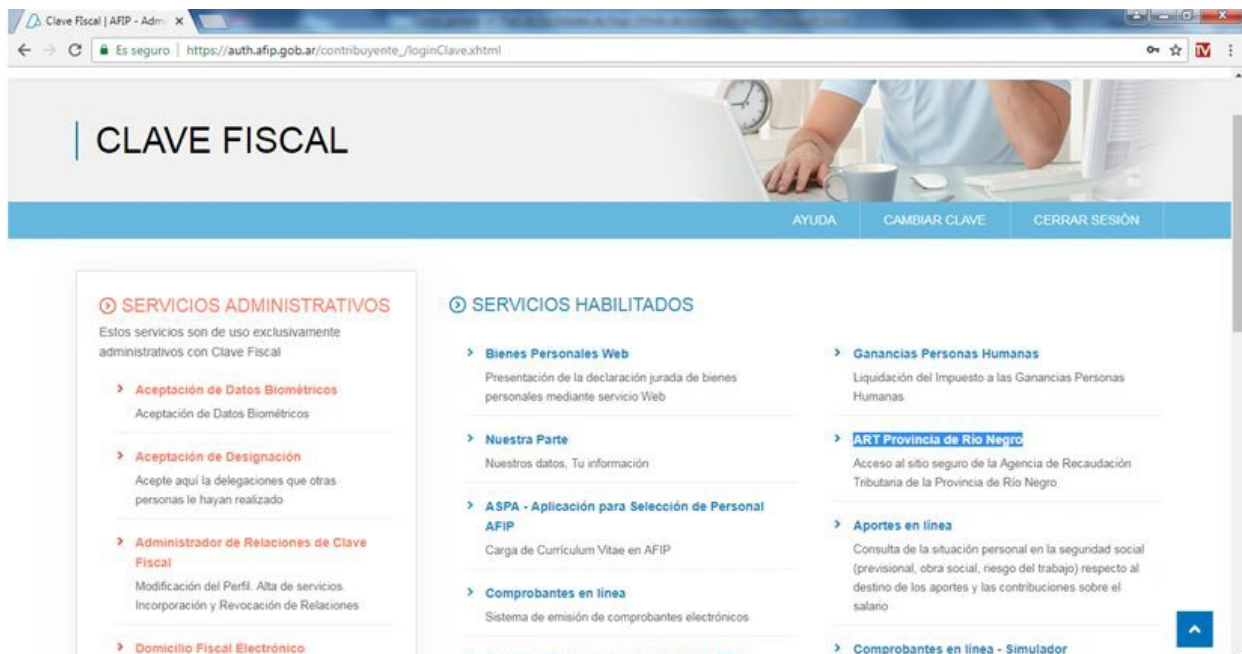 Clave Fiscal | AFIP - Adm
Es seguro | https://auth.afip.gob.ar/contribuyente_/loginClave.xhtml
CLAVE FISCAL
AYUDA CAMBIAR CLAVE CERRAR SESIÓN
SERVICIOS ADMINISTRATIVOS
Estos servicios son de uso exclusivamente
administrativos con Clave Fiscal
Aceptación de Datos Biométricos
Aceptación de Datos Biométricos
Aceptación de Designación
Acepte aquí la delegaciones que otras
personas le hayan realizado
Administrador de Relaciones de Clave
Fiscal
Modificación del Perfil. Alta de servicios.
Incorporación y Revocación de Relaciones
Domicilio Fiscal Electrónico
SERVICIOS HABILITADOS
Bienes Personales Web
Presentación de la declaración jurada de bienes
personales mediante servicio Web
Nuestra Parte
Nuestros datos, Tu información
ASPA - Aplicación para Selección de Personal
AFIP
Carga de Currículum Vitae en AFIP
Comprobantes en línea
Sistema de emisión de comprobantes electrónicos
Ganancias Personas Humanas
Liquidación del Impuesto a las Ganancias Personas
Humanas
ART Provincia de Río Negro
Acceso al sitio seguro de la Agencia de Recaudación
Tributaria de la Provincia de Río Negro
Aportes en línea
Consulta de la situación personal en la seguridad social
(previsional, obra social, riesgo del trabajo) respecto al
destino de los aportes y las contribuciones sobre el
salario
Comprobantes en línea - Simulador